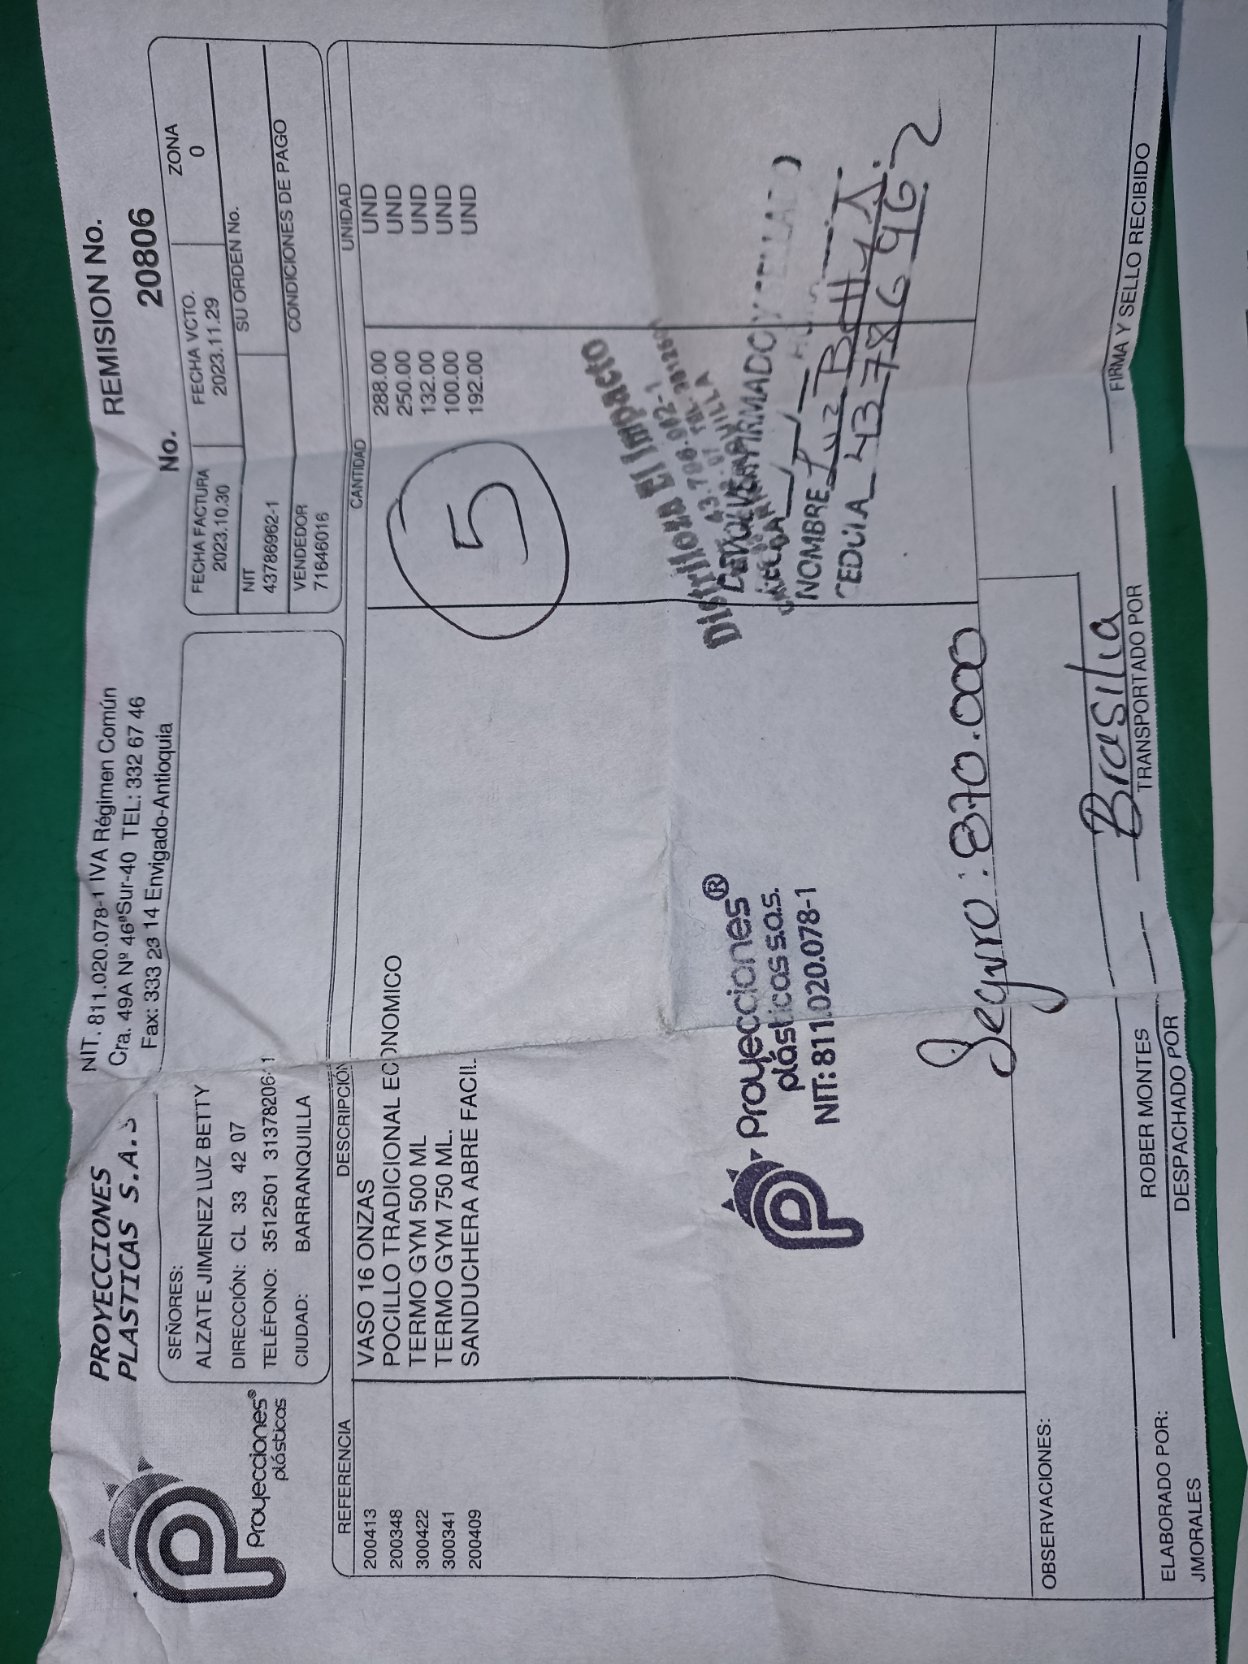 PROYECCIONES
PLASTICAS S.A.S
NIT. 811.020.078-1 IVA Régimen Común
Cra. 49A Nº 46ªSur-40 TEL: 332 67 46
Fax: 333 23 14 Envigado-Antioquia
REMISION No.
No. 20806
Proyecciones®
plásticas
SEÑORES:
ALZATE JIMENEZ LUZ BETTY
DIRECCIÓN: CL 33 42 07
TELÉFONO: 3512501 31378206
CIUDAD: BARRANQUILLA
FECHA FACTURA FECHA VCTO. ZONA
2023.10.30 2023.11.29 0
NIT SU ORDEN No.
43786962-1
VENDEDOR CONDICIONES DE PAGO
71646016
REFERENCIA DESCRIPCIÓN CANTIDAD UNIDAD
200413 VASO 16 ONZAS 288.00 UND
200348 POCILLO TRADICIONAL ECONOMICO 250.00 UND
300422 TERMO GYM 500 ML 132.00 UND
300341 TERMO GYM 750 ML. 100.00 UND
200409 SANDUCHERA ABRE FACIL. 192.00 UND
5
Distriloza El Impacto
43.786.962-1
NOMBRE Luz Betty A.
CEDULA 43786962
Proyecciones®
plásticas s.a.s.
NIT: 811.020.078-1
Seguro: 870.000
OBSERVACIONES:
Brasilia
ELABORADO POR: ROBER MONTES
JMORALES DESPACHADO POR TRANSPORTADO POR FIRMA Y SELLO RECIBIDO